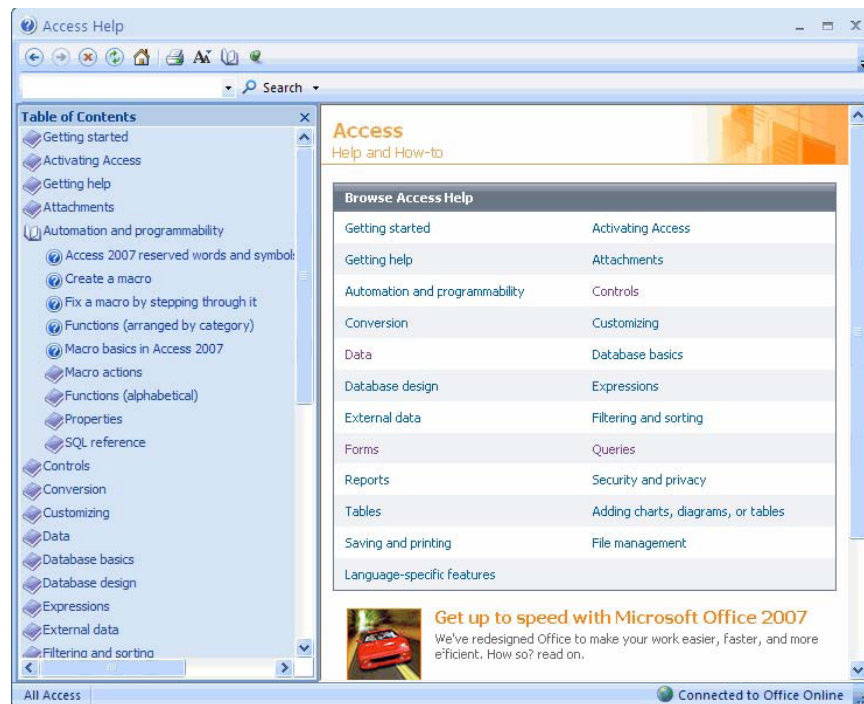 Access Help
Search
Table of Contents
Getting started
Activating Access
Getting help
Attachments
Automation and programmability
Access 2007 reserved words and symbols
Create a macro
Fix a macro by stepping through it
Functions (arranged by category)
Macro basics in Access 2007
Macro actions
Functions (alphabetical)
Properties
SQL reference
Controls
Conversion
Customizing
Data
Database basics
Database design
Expressions
External data
Filtering and sorting
Access
Help and How-to
Browse Access Help
Getting started Activating Access
Getting help Attachments
Automation and programmability Controls
Conversion Customizing
Data Database basics
Database design Expressions
External data Filtering and sorting
Forms Queries
Reports Security and privacy
Tables Adding charts, diagrams, or tables
Saving and printing File management
Language-specific features
Get up to speed with Microsoft Office 2007
We've redesigned Office to make your work easier, faster, and more
efficient. How so? read on.
All Access Connected to Office Online